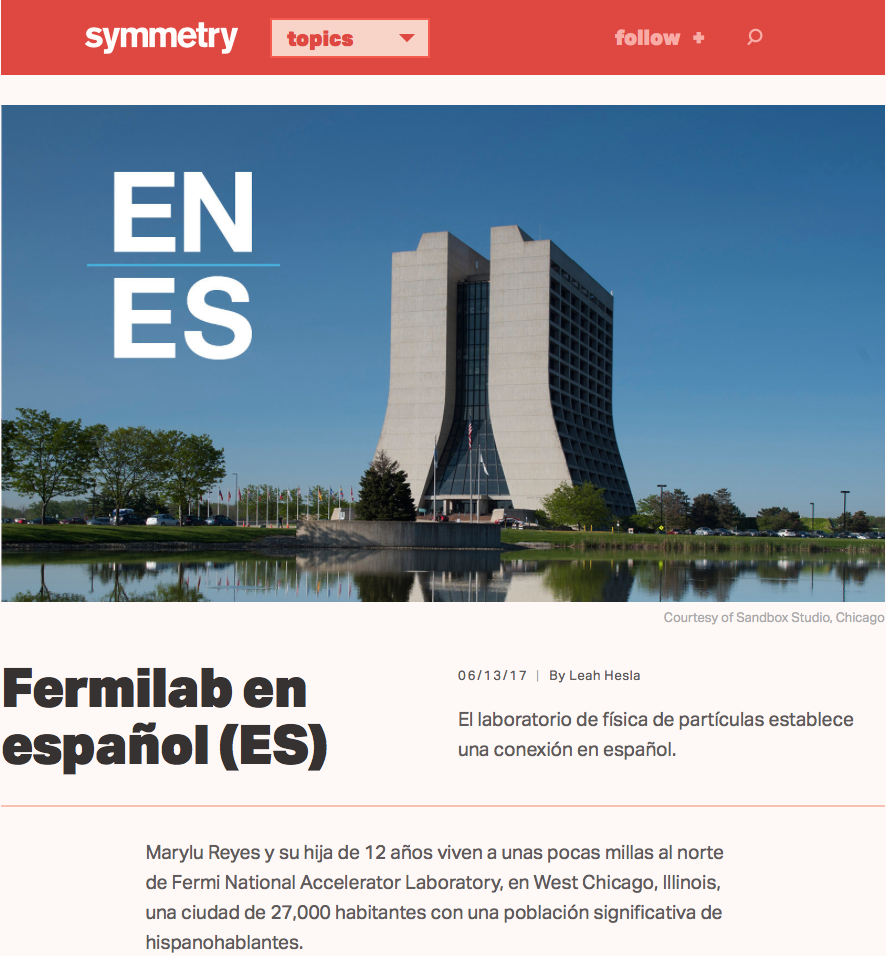 symmetry
topics
follow +
EN
ES
Courtesy of Sandbox Studio, Chicago
Fermilab en
español (ES)
06/13/17 | By Leah Hesla
El laboratorio de física de partículas establece
una conexión en español.
Marylu Reyes y su hija de 12 años viven a unas pocas millas al norte
de Fermi National Accelerator Laboratory, en West Chicago, Illinois,
una ciudad de 27,000 habitantes con una población significativa de
hispanohablantes.